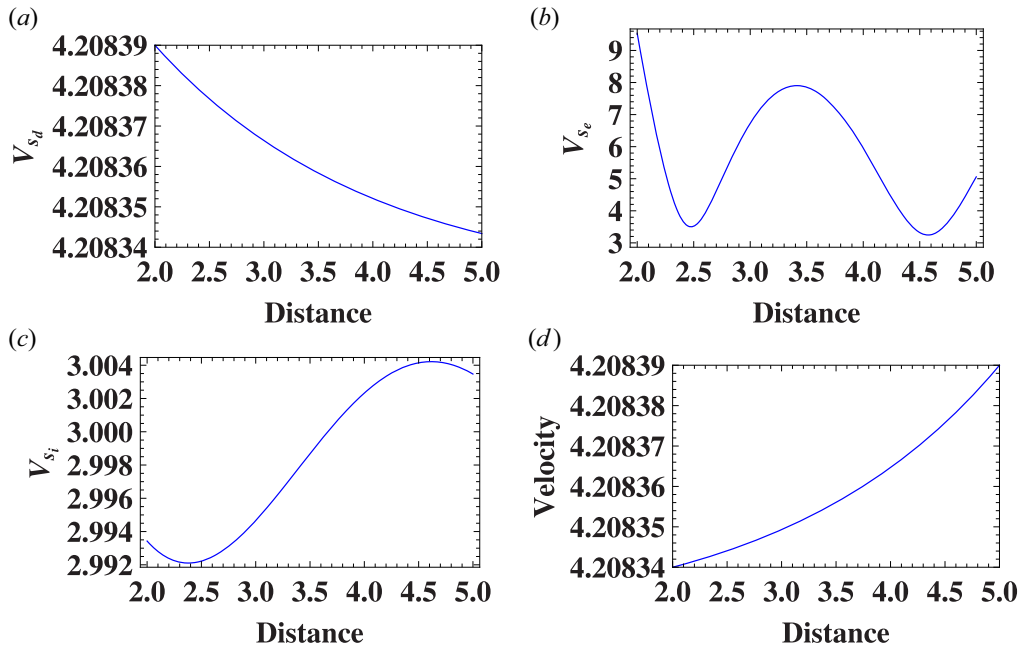 (a)
4.20839
4.20838
4.20837
4.20836
4.20835
4.20834
V_{s_d}
2.0 2.5 3.0 3.5 4.0 4.5 5.0
Distance
(b)
9
8
7
6
5
4
3
V_{s_e}
2.0 2.5 3.0 3.5 4.0 4.5 5.0
Distance
(c)
3.004
3.002
3.000
2.998
2.996
2.994
2.992
V_{s_i}
2.0 2.5 3.0 3.5 4.0 4.5 5.0
Distance
(d)
4.20839
4.20838
4.20837
4.20836
4.20835
4.20834
Velocity
2.0 2.5 3.0 3.5 4.0 4.5 5.0
Distance